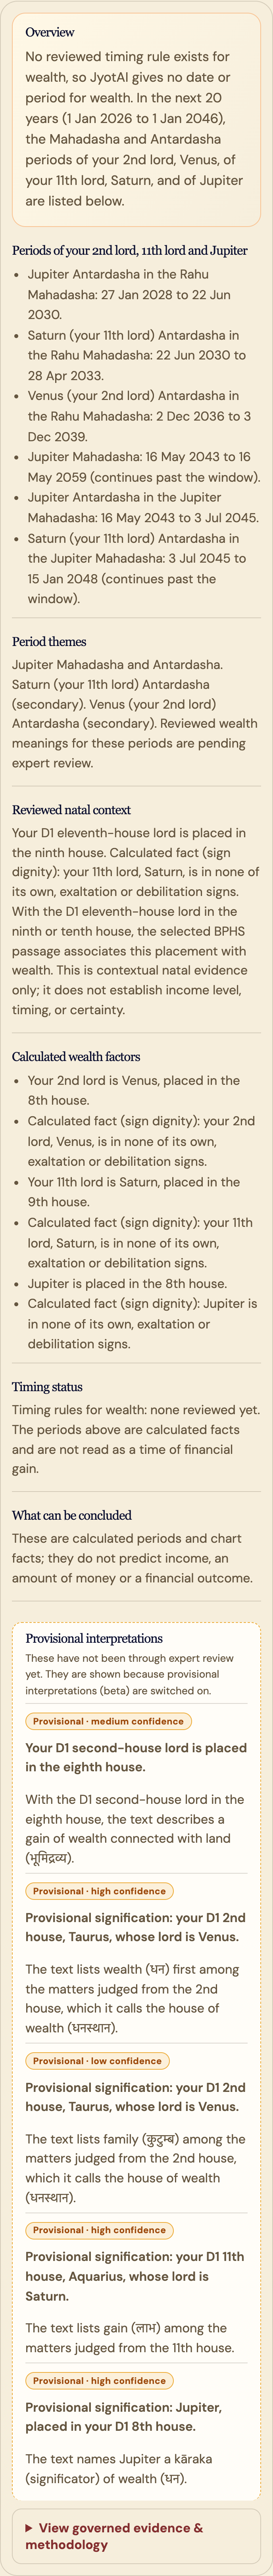 Overview
No reviewed timing rule exists for
wealth, so JyotAI gives no date or
period for wealth. In the next 20
years (1 Jan 2026 to 1 Jan 2046),
the Mahadasha and Antardasha
periods of your 2nd lord, Venus, of
your 11th lord, Saturn, and of Jupiter
are listed below.
Periods of your 2nd lord, 11th lord and Jupiter
• Jupiter Antardasha in the Rahu
Mahadasha: 27 Jan 2028 to 22 Jun
2030.
• Saturn (your 11th lord) Antardasha in
the Rahu Mahadasha: 22 Jun 2030 to
28 Apr 2033.
• Venus (your 2nd lord) Antardasha in
the Rahu Mahadasha: 2 Dec 2036 to 3
Dec 2039.
• Jupiter Mahadasha: 16 May 2043 to 16
May 2059 (continues past the window).
• Jupiter Antardasha in the Jupiter
Mahadasha: 16 May 2043 to 3 Jul 2045.
• Saturn (your 11th lord) Antardasha in
the Jupiter Mahadasha: 3 Jul 2045 to
15 Jan 2048 (continues past the
window).
Period themes
Jupiter Mahadasha and Antardasha.
Saturn (your 11th lord) Antardasha
(secondary). Venus (your 2nd lord)
Antardasha (secondary). Reviewed wealth
meanings for these periods are pending
expert review.
Reviewed natal context
Your D1 eleventh-house lord is placed in
the ninth house. Calculated fact (sign
dignity): your 11th lord, Saturn, is in none of
its own, exaltation or debilitation signs.
With the D1 eleventh-house lord in the
ninth or tenth house, the selected BPHS
passage associates this placement with
wealth. This is contextual natal evidence
only; it does not establish income level,
timing, or certainty.
Calculated wealth factors
• Your 2nd lord is Venus, placed in the
8th house.
• Calculated fact (sign dignity): your 2nd
lord, Venus, is in none of its own,
exaltation or debilitation signs.
• Your 11th lord is Saturn, placed in the
9th house.
• Calculated fact (sign dignity): your 11th
lord, Saturn, is in none of its own,
exaltation or debilitation signs.
• Jupiter is placed in the 8th house.
• Calculated fact (sign dignity): Jupiter is
in none of its own, exaltation or
debilitation signs.
Timing status
Timing rules for wealth: none reviewed yet.
The periods above are calculated facts
and are not read as a time of financial
gain.
What can be concluded
These are calculated periods and chart
facts; they do not predict income, an
amount of money or a financial outcome.
Provisional interpretations
These have not been through expert review
yet. They are shown because provisional
interpretations (beta) are switched on.
Provisional · medium confidence
Your D1 second-house lord is placed
in the eighth house.
With the D1 second-house lord in the
eighth house, the text describes a
gain of wealth connected with land
(भूमिद्रव्य).
Provisional · high confidence
Provisional signification: your D1 2nd
house, Taurus, whose lord is Venus.
The text lists wealth (धन) first among
the matters judged from the 2nd
house, which it calls the house of
wealth (धनस्थान).
Provisional · low confidence
Provisional signification: your D1 2nd
house, Taurus, whose lord is Venus.
The text lists family (कुटुम्ब) among the
matters judged from the 2nd house,
which it calls the house of wealth
(धनस्थान).
Provisional · high confidence
Provisional signification: your D1 11th
house, Aquarius, whose lord is
Saturn.
The text lists gain (लाभ) among the
matters judged from the 11th house.
Provisional · high confidence
Provisional signification: Jupiter,
placed in your D1 8th house.
The text names Jupiter a kāraka
(significator) of wealth (धन).
▶ View governed evidence &
methodology